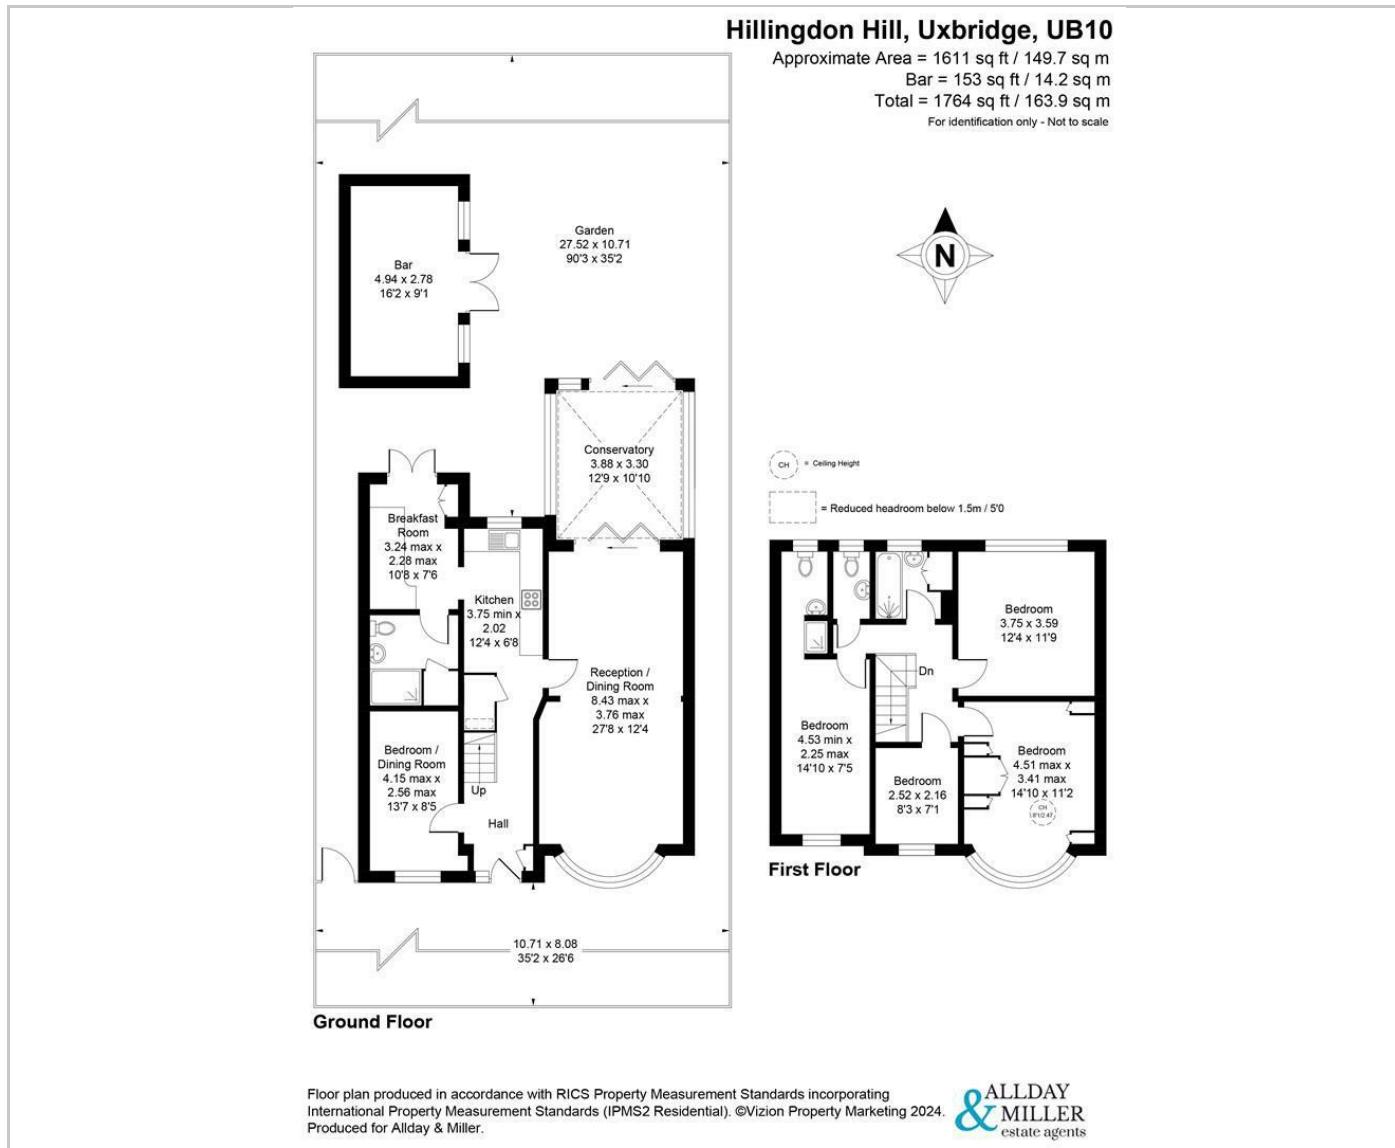 Hillingdon Hill, Uxbridge, UB10
Approximate Area = 1611 sq ft / 149.7 sq m
Bar = 153 sq ft / 14.2 sq m
Total = 1764 sq ft / 163.9 sq m
For identification only - Not to scale
N
Garden
27.52 x 10.71
90'3 x 35'2
Bar
4.94 x 2.78
16'2 x 9'1
Conservatory
3.88 x 3.30
12'9 x 10'10
Breakfast
Room
3.24 max x
2.28 max
10'8 x 7'6
Kitchen
3.75 min x
2.02
12'4 x 6'8
Reception /
Dining Room
8.43 max x
3.76 max
27'8 x 12'4
Bedroom /
Dining Room
4.15 max x
2.56 max
13'7 x 8'5
Up
Hall
10.71 x 8.08
35'2 x 26'6
Ground Floor
CH = Ceiling Height
= Reduced headroom below 1.5m / 5'0
Bedroom
3.75 x 3.59
12'4 x 11'9
Dn
Bedroom
4.53 min x
2.25 max
14'10 x 7'5
Bedroom
2.52 x 2.16
8'3 x 7'1
Bedroom
4.51 max x
3.41 max
14'10 x 11'2
CH
8'1/2.47
First Floor
Floor plan produced in accordance with RICS Property Measurement Standards incorporating
International Property Measurement Standards (IPMS2 Residential). ©Vizion Property Marketing 2024.
Produced for Allday & Miller.
ALLDAY
& MILLER
estate agents